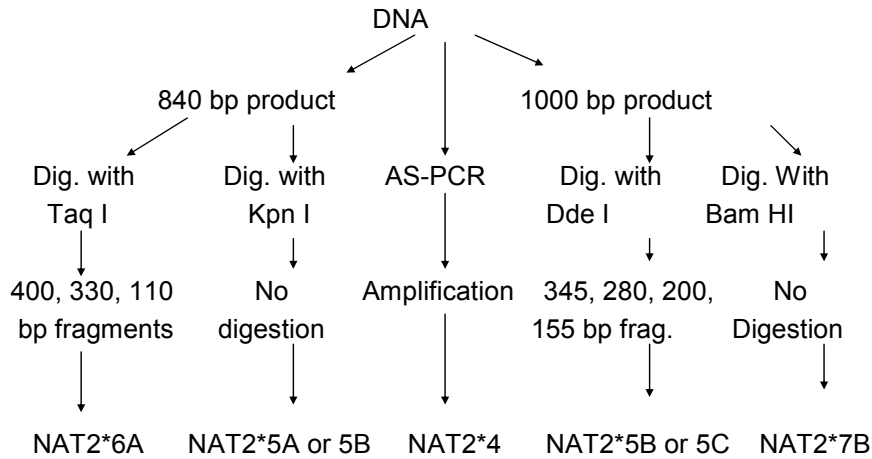 DNA
840 bp product 1000 bp product
Dig. with Dig. with AS-PCR Dig. with Dig. With
Taq I Kpn I Dde I Bam HI
400, 330, 110 No Amplification 345, 280, 200, No
bp fragments digestion 155 bp frag. Digestion
NAT2*6A NAT2*5A or 5B NAT2*4 NAT2*5B or 5C NAT2*7B